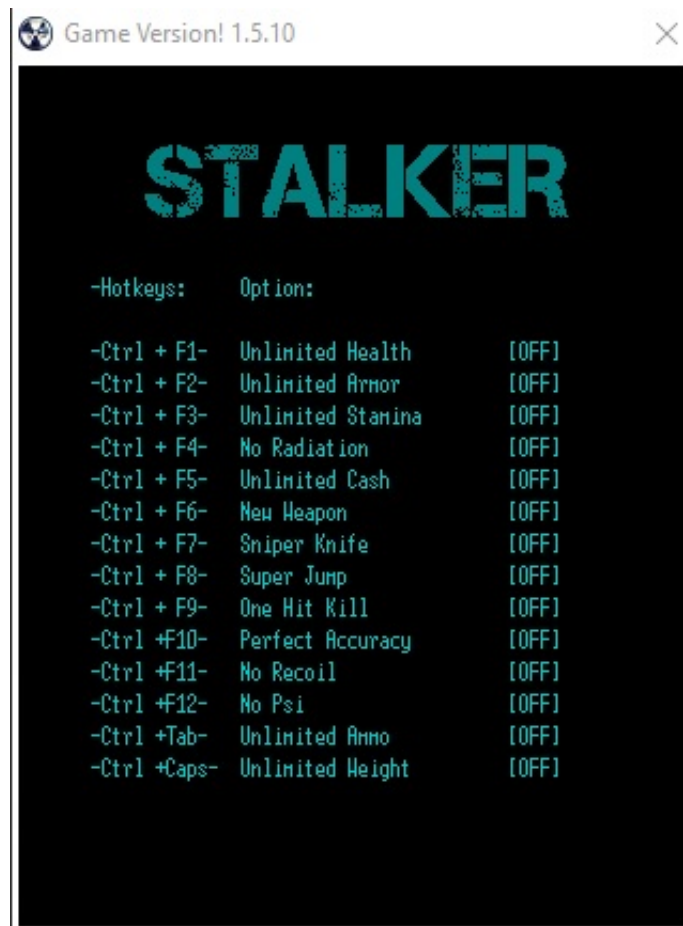 Game Version! 1.5.10
STALKER
-Hotkeys: Option:
-Ctrl + F1- Unlimited Health [OFF]
-Ctrl + F2- Unlimited Armor [OFF]
-Ctrl + F3- Unlimited Stamina [OFF]
-Ctrl + F4- No Radiation [OFF]
-Ctrl + F5- Unlimited Cash [OFF]
-Ctrl + F6- New Weapon [OFF]
-Ctrl + F7- Sniper Knife [OFF]
-Ctrl + F8- Super Jump [OFF]
-Ctrl + F9- One Hit Kill [OFF]
-Ctrl +F10- Perfect Accuracy [OFF]
-Ctrl +F11- No Recoil [OFF]
-Ctrl +F12- No Psi [OFF]
-Ctrl +Tab- Unlimited Ammo [OFF]
-Ctrl +Caps- Unlimited Weight [OFF]